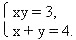 xy = 3,
x + y = 4.